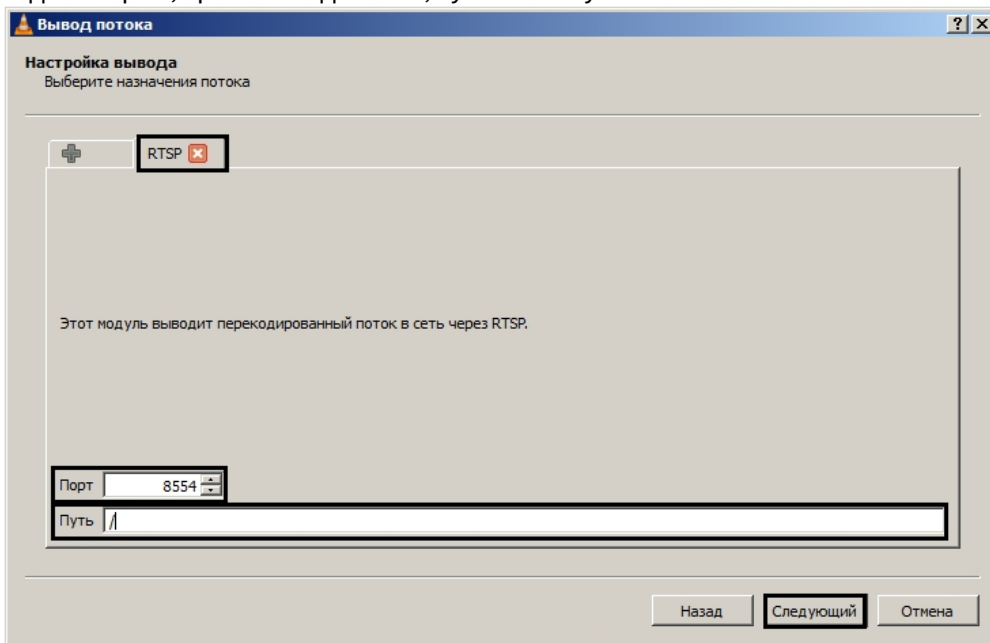 Вывод потока
Настройка вывода
Выберите назначения потока
RTSP
Этот модуль выводит перекодированный поток в сеть через RTSP.
Порт 8554
Путь /
Назад Следующий Отмена